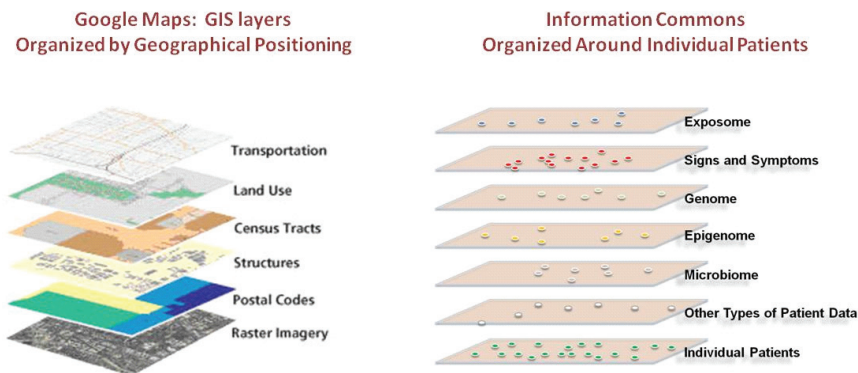 Google Maps: GIS layers
Organized by Geographical Positioning
Transportation
Land Use
Census Tracts
Structures
Postal Codes
Raster Imagery
Information Commons
Organized Around Individual Patients
Exposome
Signs and Symptoms
Genome
Epigenome
Microbiome
Other Types of Patient Data
Individual Patients